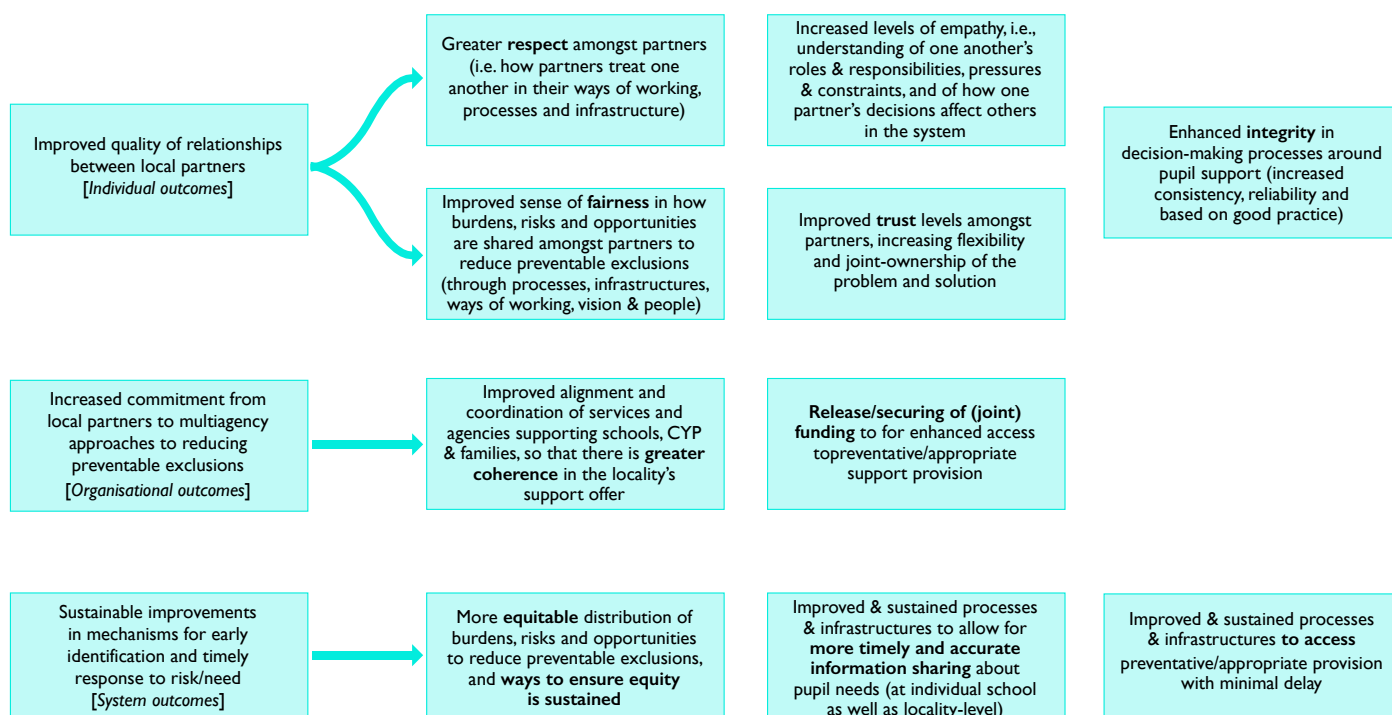 Improved quality of relationships
between local partners
[Individual outcomes]
Greater respect amongst partners
(i.e. how partners treat one
another in their ways of working,
processes and infrastructure)
Increased levels of empathy, i.e.,
understanding of one another’s
roles & responsibilities, pressures
& constraints, and of how one
partner’s decisions affect others
in the system
Enhanced integrity in
decision-making processes around
pupil support (increased
consistency, reliability and
based on good practice)
Improved sense of fairness in how
burdens, risks and opportunities
are shared amongst partners to
reduce preventable exclusions
(through processes, infrastructures,
ways of working, vision & people)
Improved trust levels amongst
partners, increasing flexibility
and joint-ownership of the
problem and solution
Increased commitment from
local partners to multiagency
approaches to reducing
preventable exclusions
[Organisational outcomes]
Improved alignment and
coordination of services and
agencies supporting schools, CYP
& families, so that there is greater
coherence in the locality’s
support offer
Release/securing of (joint)
funding to for enhanced access
topreventative/appropriate
support provision
Sustainable improvements
in mechanisms for early
identification and timely
response to risk/need
[System outcomes]
More equitable distribution of
burdens, risks and opportunities
to reduce preventable exclusions,
and ways to ensure equity
is sustained
Improved & sustained processes
& infrastructures to allow for
more timely and accurate
information sharing about
pupil needs (at individual school
as well as locality-level)
Improved & sustained processes
& infrastructures to access
preventative/appropriate provision
with minimal delay